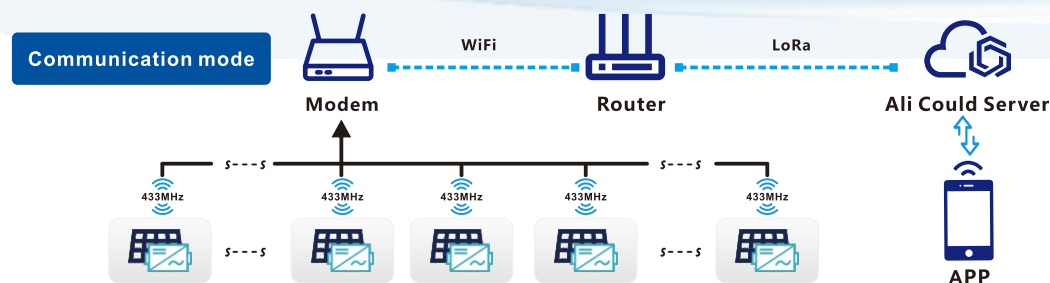 Communication mode
WiFi
LoRa
Modem
Router
Ali Could Server
433MHz
433MHz
433MHz
433MHz
433MHz
APP